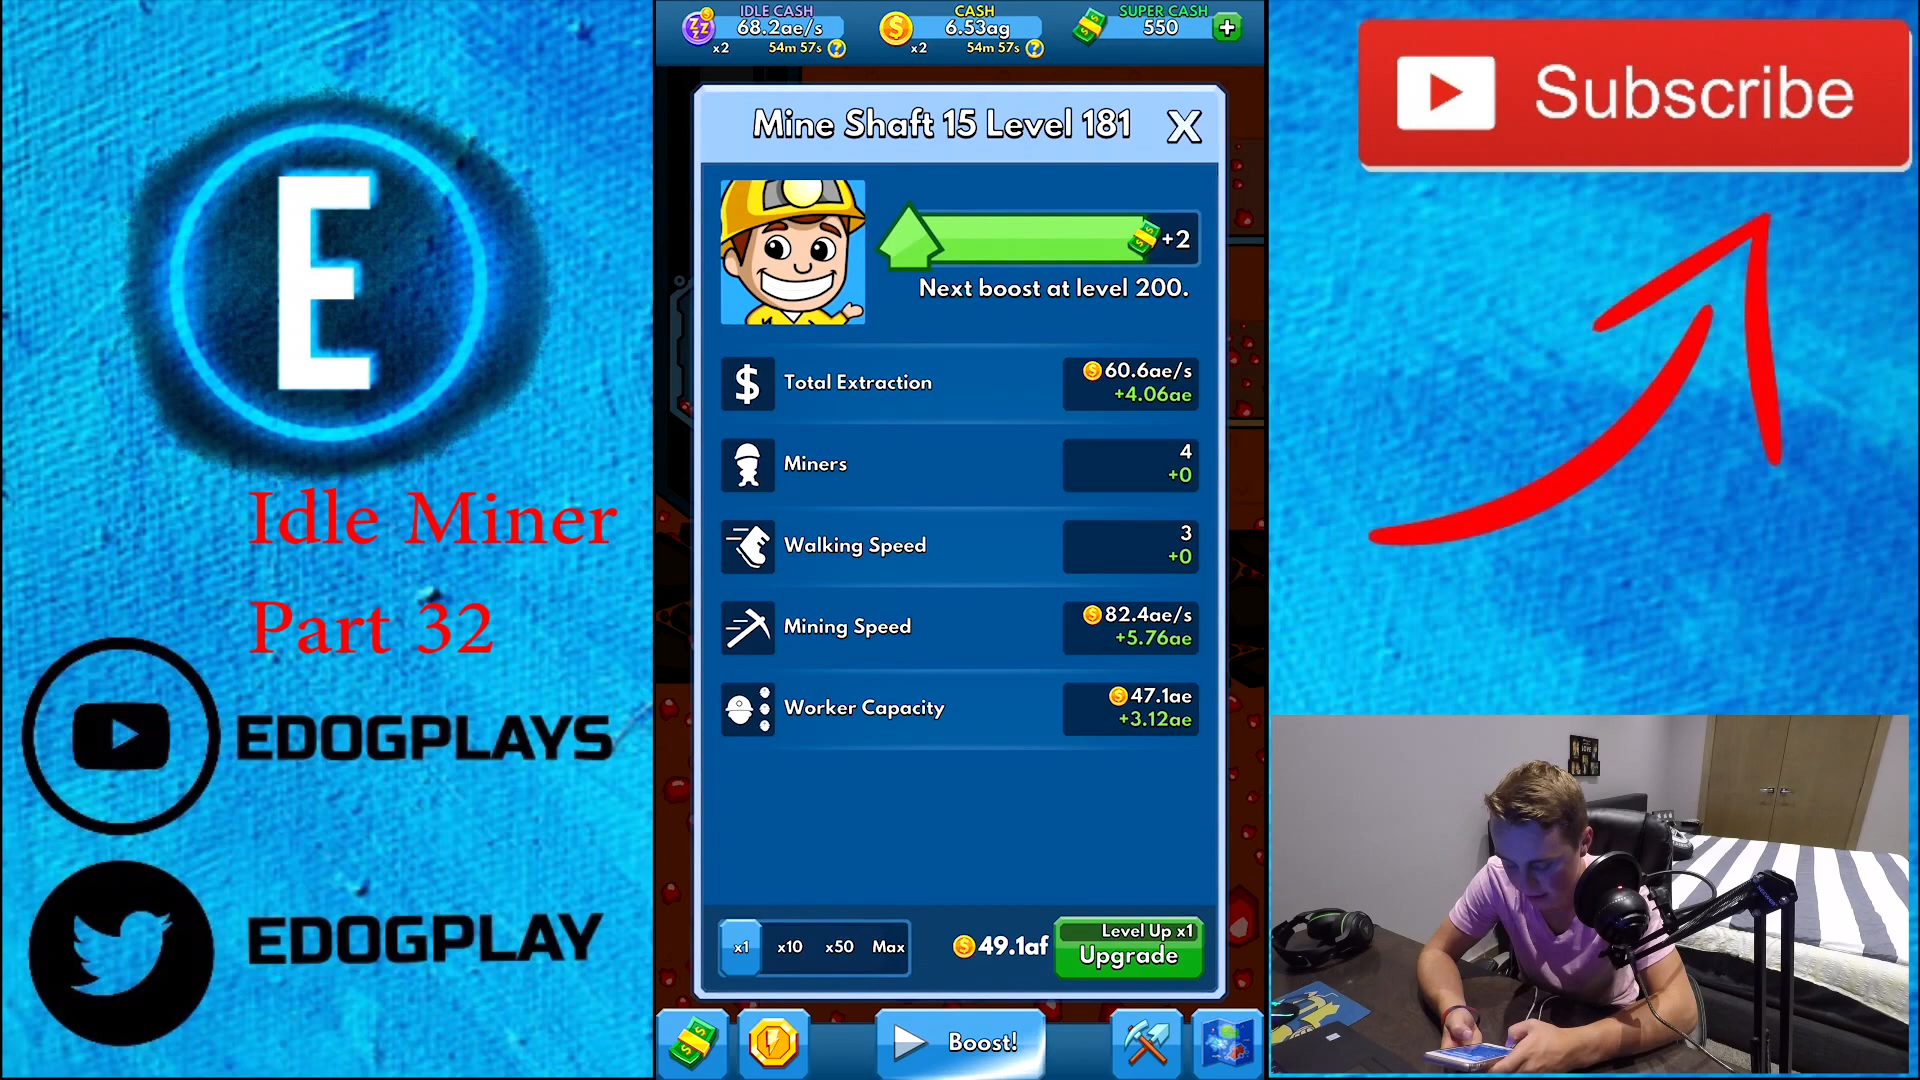 IDLE CASH
68.2ae/s
x2 54m 57s ?
CASH
6.53ag
x2 54m 57s ?
SUPER CASH
550
Mine Shaft 15 Level 181 X
+2
Next boost at level 200.
Total Extraction
60.6ae/s
+4.06ae
Miners
4
+0
Walking Speed
3
+0
Mining Speed
82.4ae/s
+5.76ae
Worker Capacity
47.1ae
+3.12ae
x1 x10 x50 Max
49.1af
Level Up x1
Upgrade
Boost!
E
Idle Miner
Part 32
EDOGPLAYS
EDOGPLAY
Subscribe